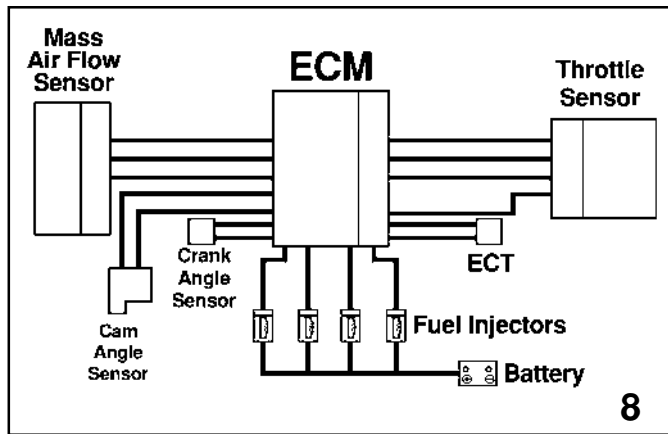 Mass
Air Flow
Sensor
ECM
Throttle
Sensor
Crank
Angle
Sensor
ECT
Cam
Angle
Sensor
Fuel Injectors
Battery
8